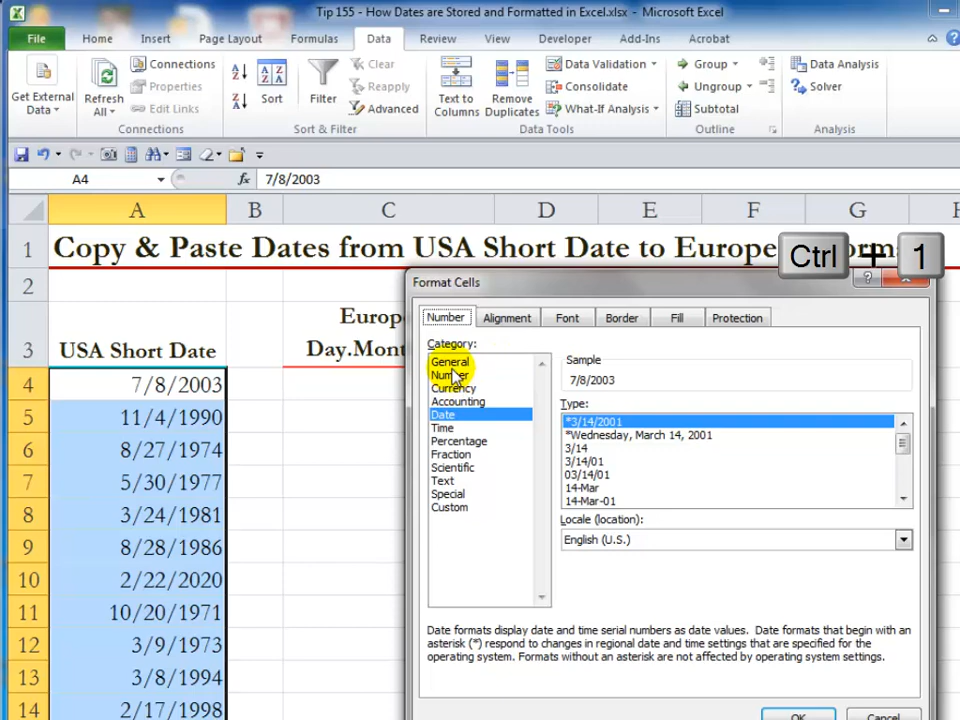 Tip 155 - How Dates are Stored and Formatted in Excel.xlsx - Microsoft Excel
File Home Insert Page Layout Formulas Data Review View Developer Add-Ins Acrobat
Get External Data
Refresh All
Connections
Properties
Edit Links
Connections
Sort
Filter
Clear
Reapply
Advanced
Sort & Filter
Text to Columns
Remove Duplicates
Data Validation
Consolidate
What-If Analysis
Data Tools
Group
Ungroup
Subtotal
Outline
Data Analysis
Solver
Analysis
A4 fx 7/8/2003
A B C D E F G
1 Copy & Paste Dates from USA Short Date to Europe
Ctrl + 1
2
3 USA Short Date
Europe
Day.Mont
4 7/8/2003
5 11/4/1990
6 8/27/1974
7 5/30/1977
8 3/24/1981
9 8/28/1986
10 2/22/2020
11 10/20/1971
12 3/9/1973
13 3/8/1994
14 2/17/1998
Format Cells
Number Alignment Font Border Fill Protection
Category:
General
Number
Currency
Accounting
Date
Time
Percentage
Fraction
Scientific
Text
Special
Custom
Sample
7/8/2003
Type:
*3/14/2001
*Wednesday, March 14, 2001
3/14
3/14/01
03/14/01
14-Mar
14-Mar-01
Locale (location):
English (U.S.)
Date formats display date and time serial numbers as date values. Date formats that begin with an
asterisk (*) respond to changes in regional date and time settings that are specified for the
operating system. Formats without an asterisk are not affected by operating system settings.
OK Cancel